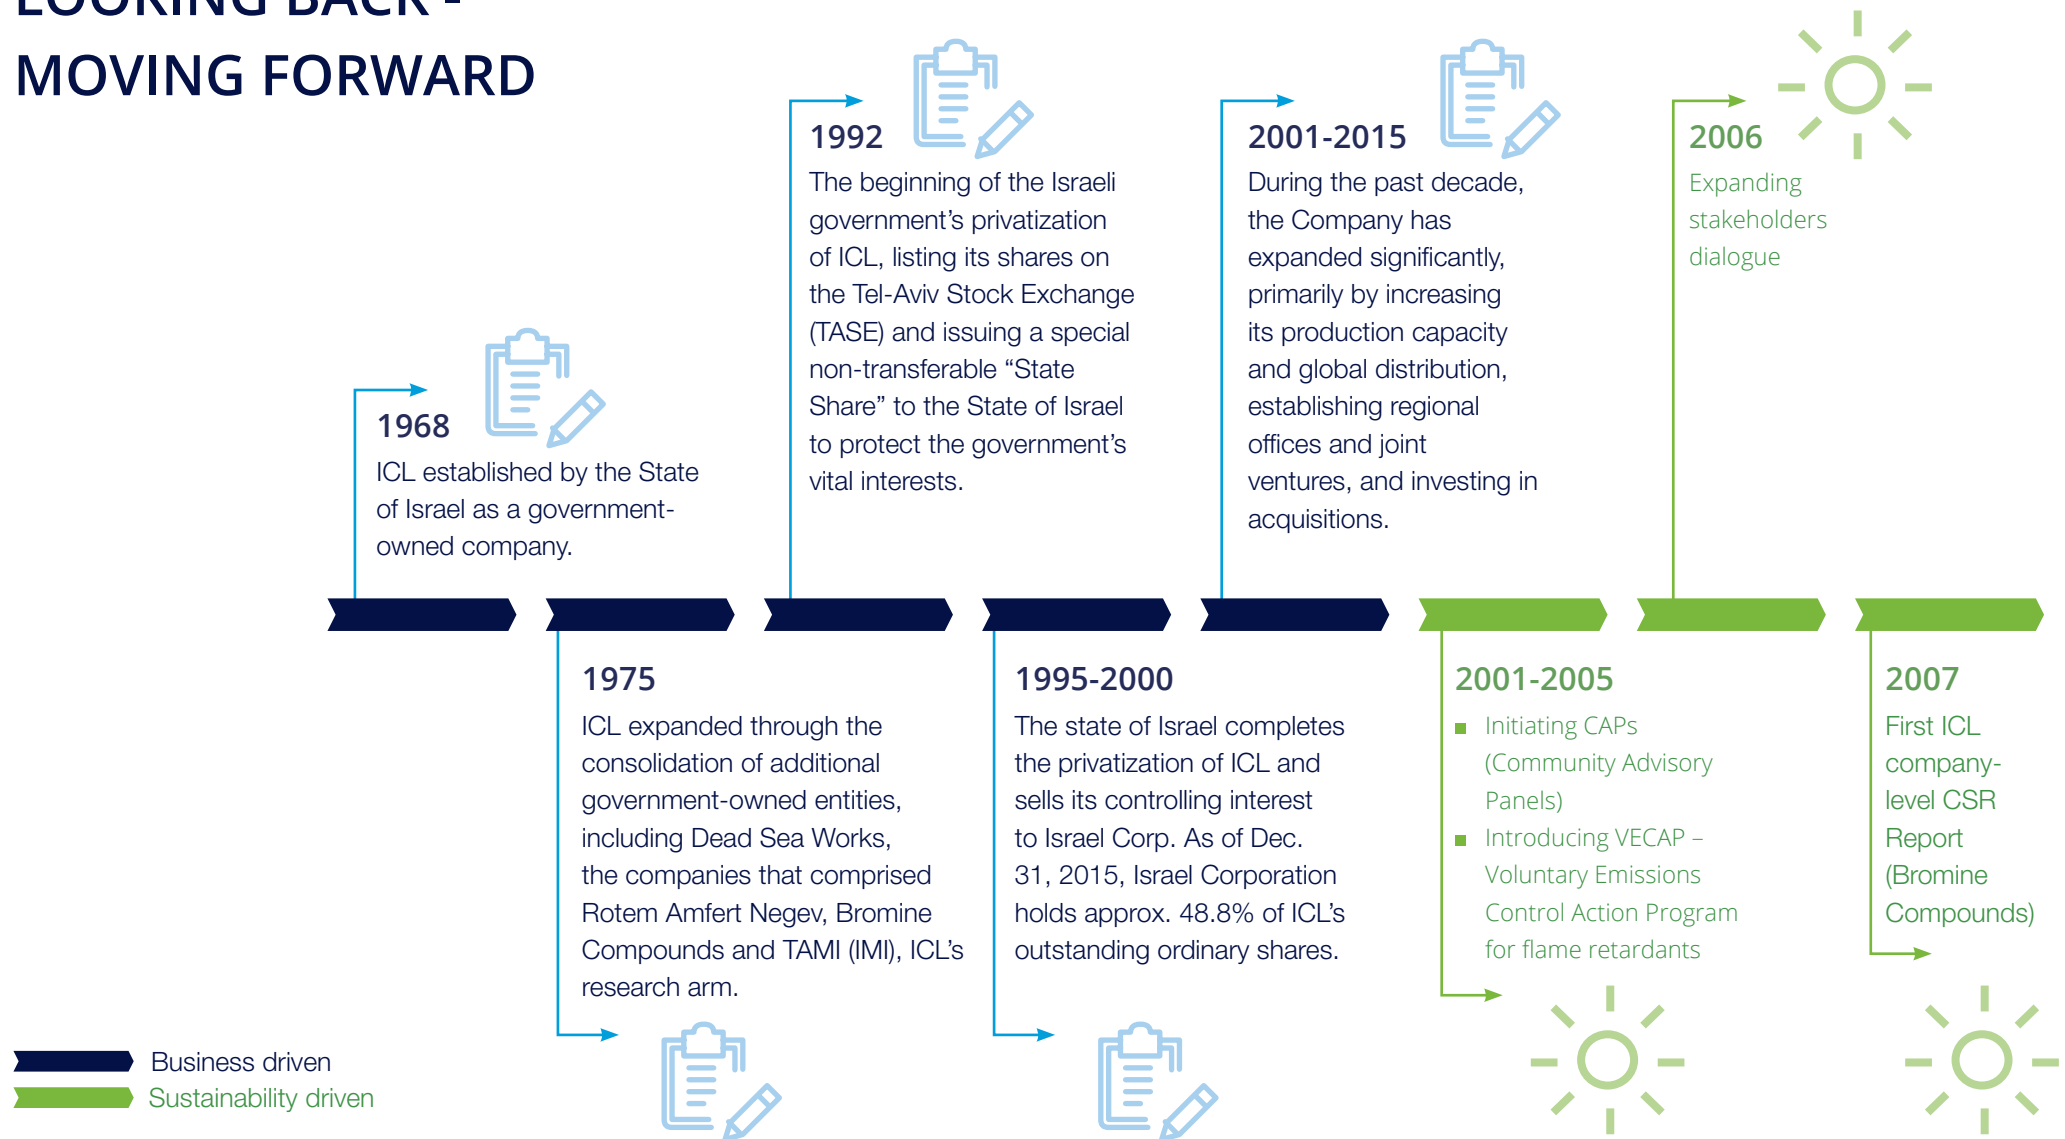 LOOKING BACK -
MOVING FORWARD
1968
ICL established by the State
of Israel as a government-
owned company.
1992
The beginning of the Israeli
government's privatization
of ICL, listing its shares on
the Tel-Aviv Stock Exchange
(TASE) and issuing a special
non-transferable “State
Share” to the State of Israel
to protect the government's
vital interests.
2001-2015
During the past decade,
the Company has
expanded significantly,
primarily by increasing
its production capacity
and global distribution,
establishing regional
offices and joint
ventures, and investing in
acquisitions.
2006
Expanding
stakeholders
dialogue
1975
ICL expanded through the
consolidation of additional
government-owned entities,
including Dead Sea Works,
the companies that comprised
Rotem Amfert Negev, Bromine
Compounds and TAMI (IMI), ICL's
research arm.
1995-2000
The state of Israel completes
the privatization of ICL and
sells its controlling interest
to Israel Corp. As of Dec.
31, 2015, Israel Corporation
holds approx. 48.8% of ICL's
outstanding ordinary shares.
2001-2005
Initiating CAPs
(Community Advisory
Panels)
Introducing VECAP –
Voluntary Emissions
Control Action Program
for flame retardants
2007
First ICL
company-
level CSR
Report
(Bromine
Compounds)
Business driven
Sustainability driven